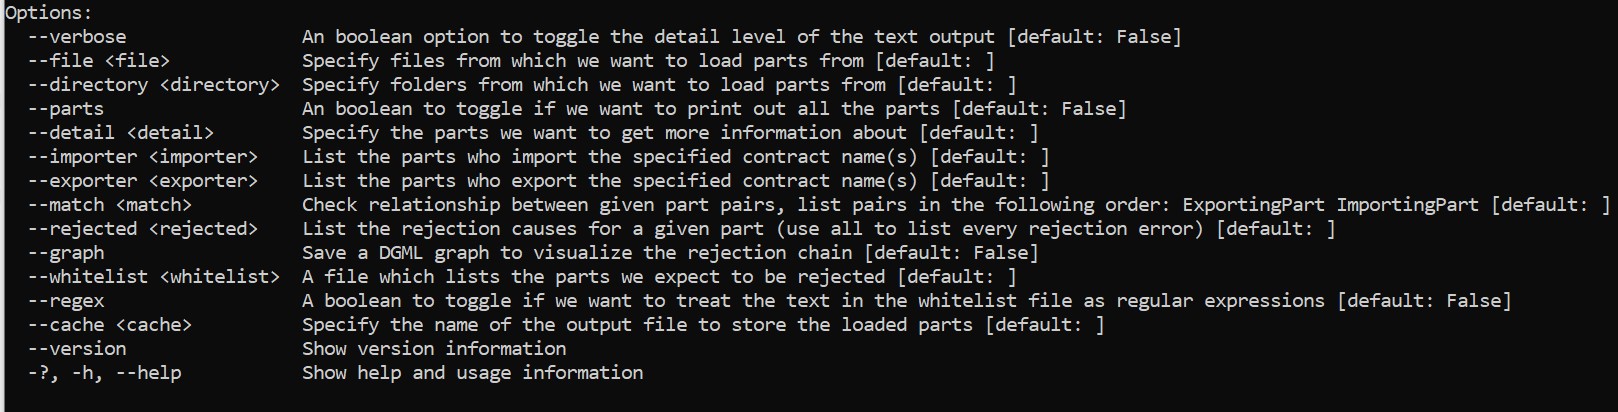 Options:
  --verbose                An boolean option to toggle the detail level of the text output [default: False]
  --file <file>            Specify files from which we want to load parts from [default: ]
  --directory <directory>  Specify folders from which we want to load parts from [default: ]
  --parts                  An boolean to toggle if we want to print out all the parts [default: False]
  --detail <detail>        Specify the parts we want to get more information about [default: ]
  --importer <importer>    List the parts who import the specified contract name(s) [default: ]
  --exporter <exporter>    List the parts who export the specified contract name(s) [default: ]
  --match <match>          Check relationship between given part pairs, list pairs in the following order: ExportingPart ImportingPart [default: ]
  --rejected <rejected>    List the rejection causes for a given part (use all to list every rejection error) [default: ]
  --graph                  Save a DGML graph to visualize the rejection chain [default: False]
  --whitelist <whitelist>  A file which lists the parts we expect to be rejected [default: ]
  --regex                  A boolean to toggle if we want to treat the text in the whitelist file as regular expressions [default: False]
  --cache <cache>          Specify the name of the output file to store the loaded parts [default: ]
  --version                Show version information
  -?, -h, --help           Show help and usage information